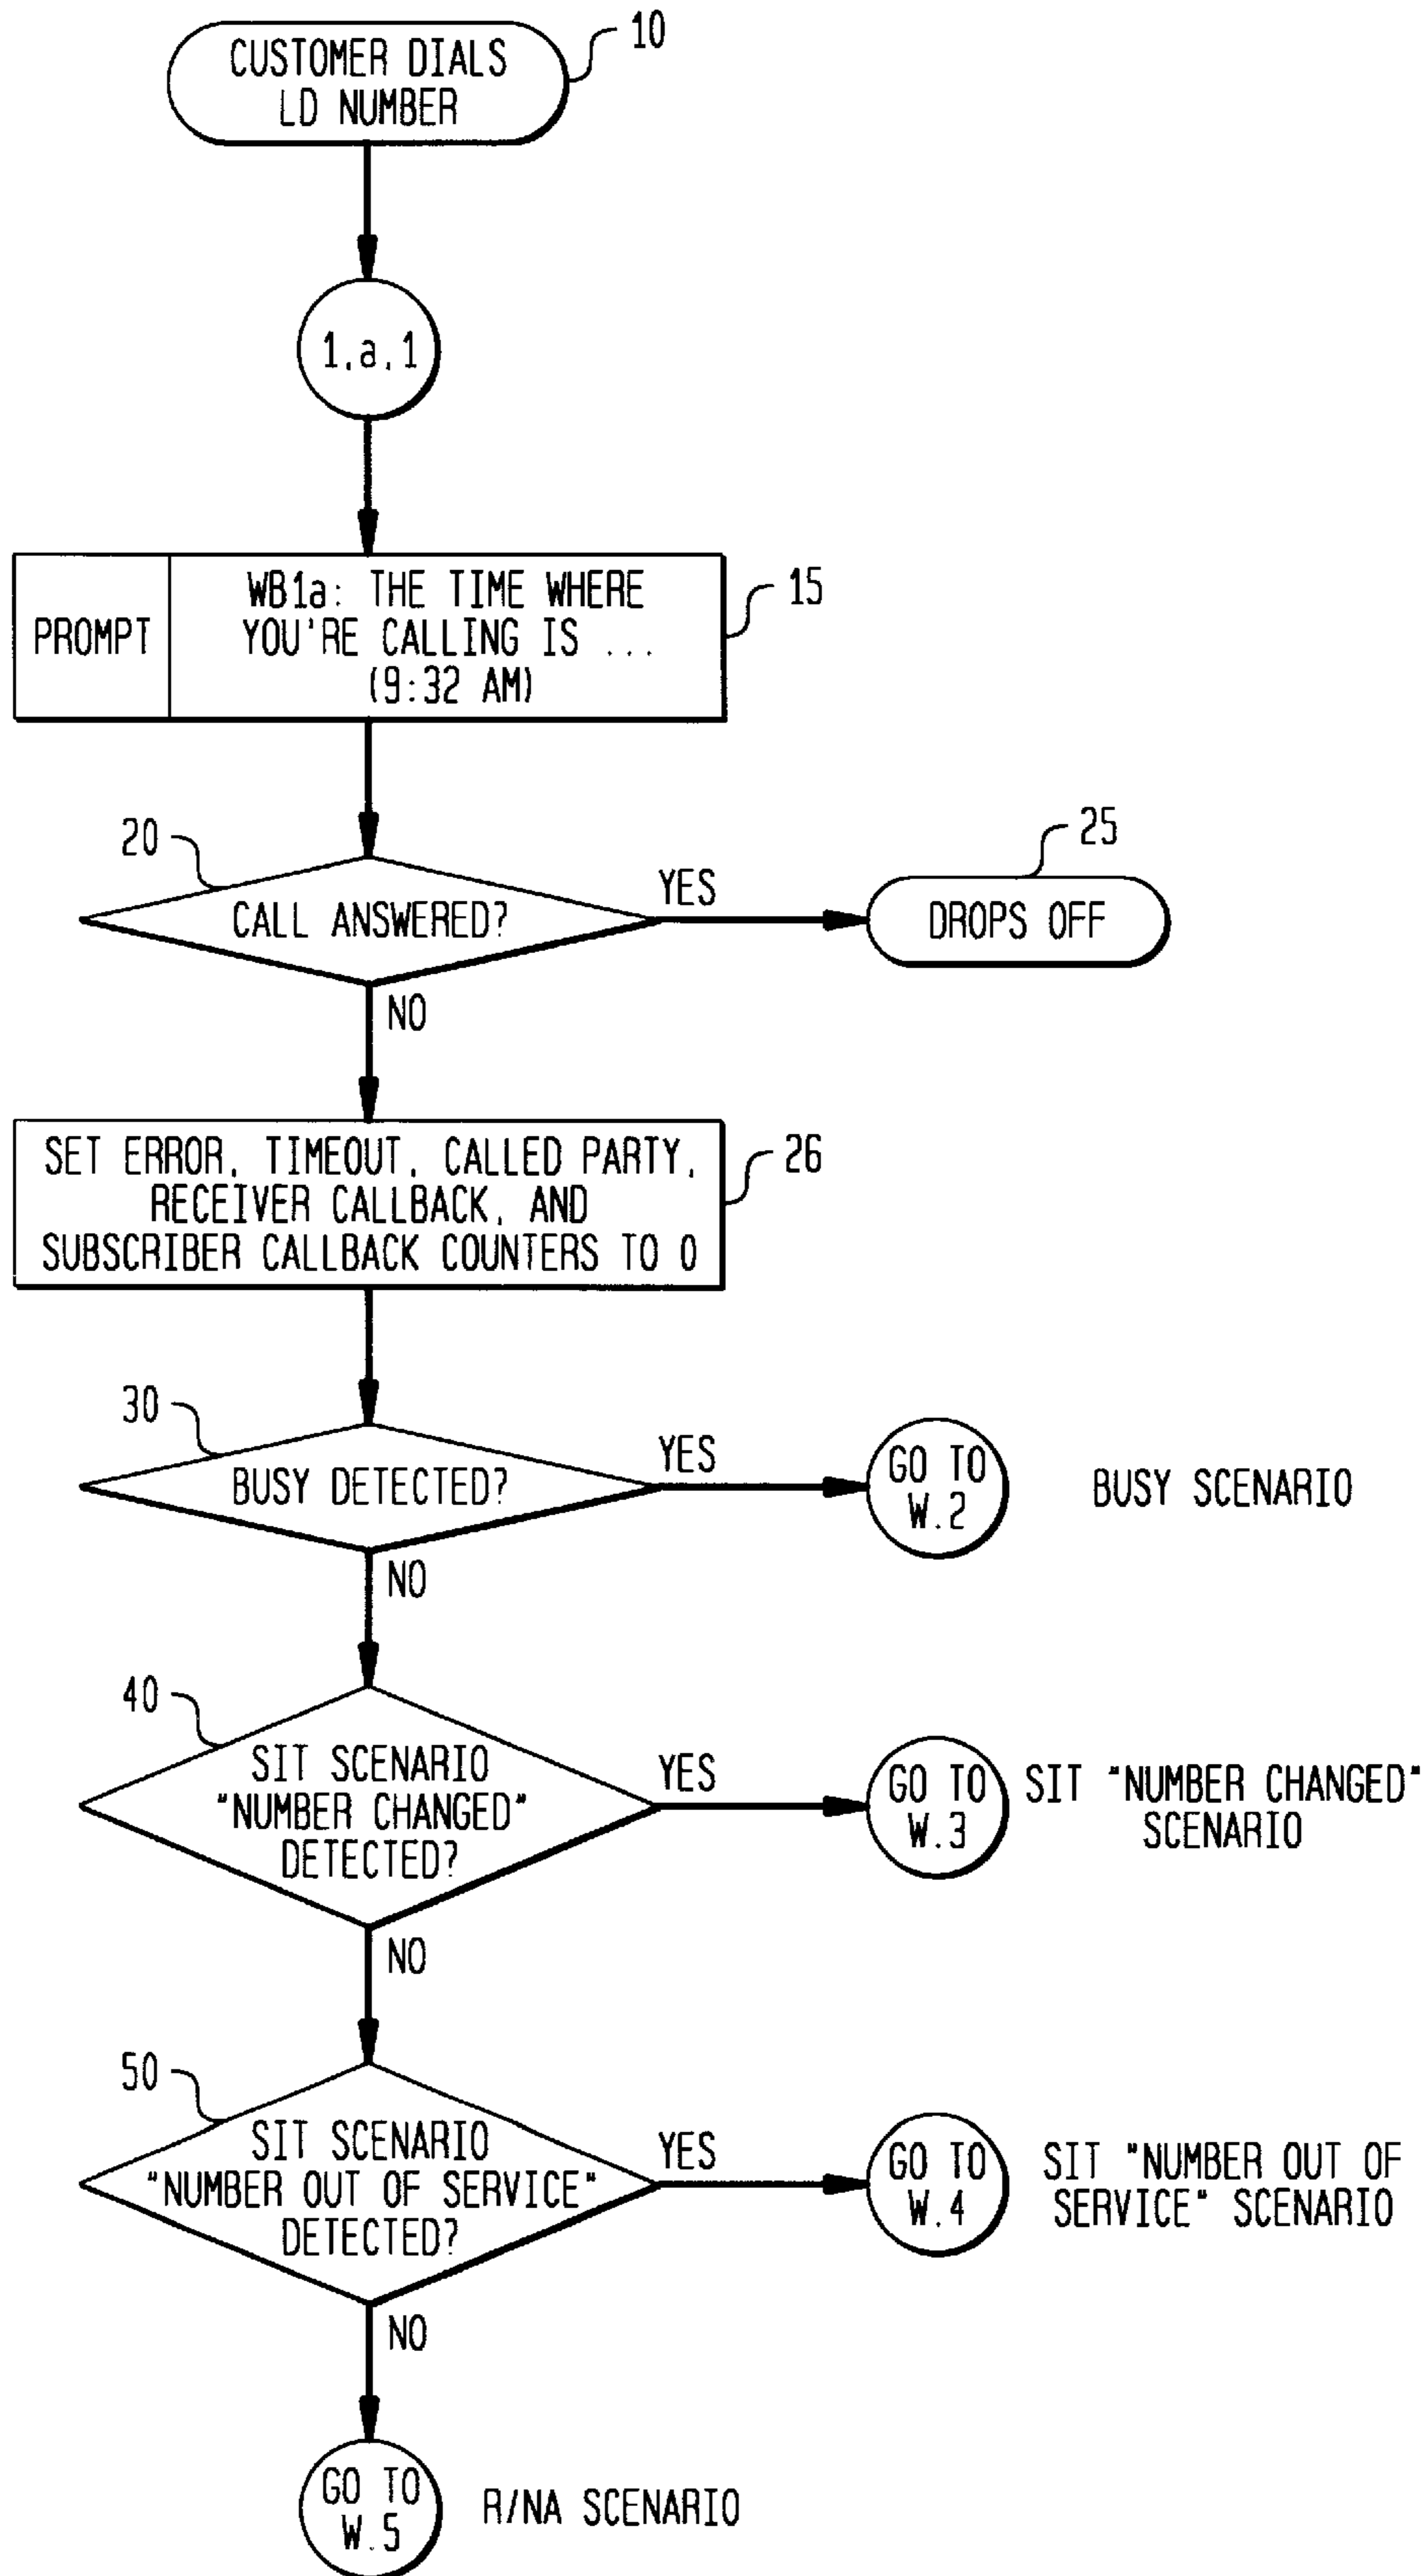 CUSTOMER DIALS
LD NUMBER
10
1.a.1
PROMPT
WB1a: THE TIME WHERE
YOU'RE CALLING IS ...
(9:32 AM)
15
20
CALL ANSWERED?
YES
25
DROPS OFF
NO
SET ERROR, TIMEOUT, CALLED PARTY,
RECEIVER CALLBACK, AND
SUBSCRIBER CALLBACK COUNTERS TO 0
26
30
BUSY DETECTED?
YES
GO TO
W.2
BUSY SCENARIO
NO
40
SIT SCENARIO
"NUMBER CHANGED"
DETECTED?
YES
GO TO
W.3
SIT "NUMBER CHANGED"
SCENARIO
NO
50
SIT SCENARIO
"NUMBER OUT OF SERVICE"
DETECTED?
YES
GO TO
W.4
SIT "NUMBER OUT OF
SERVICE" SCENARIO
NO
GO TO
W.5
R/NA SCENARIO